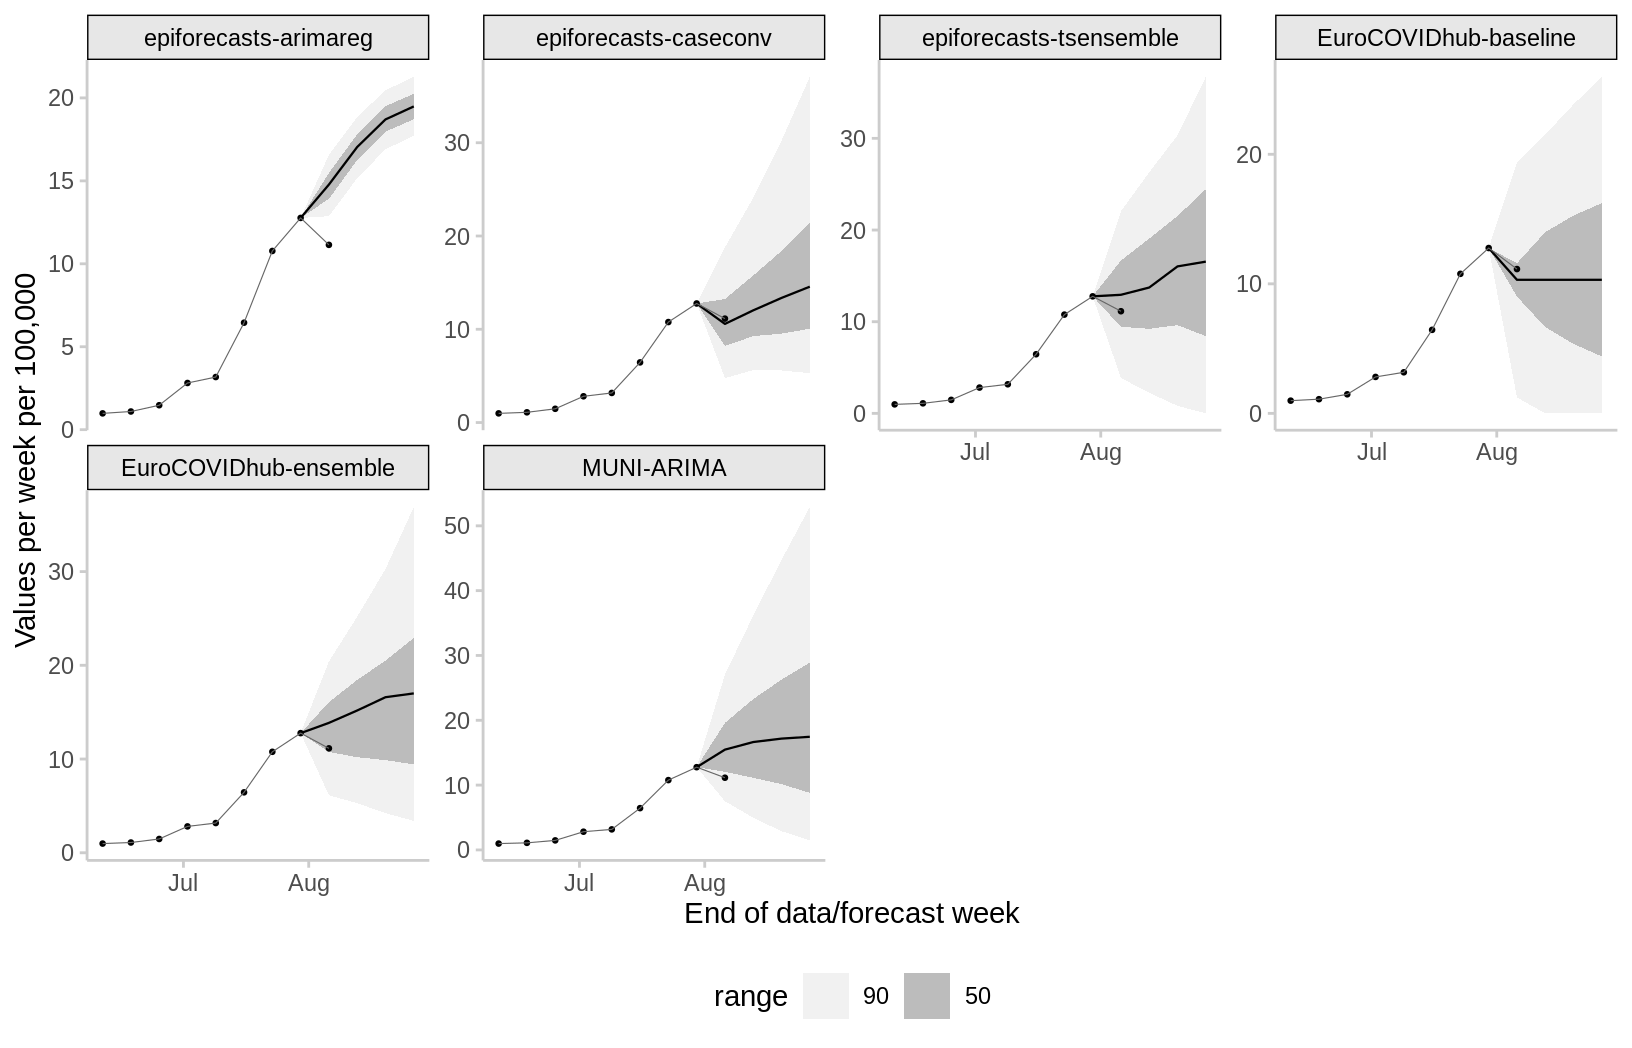 epiforecasts-arimareg
epiforecasts-caseconv
epiforecasts-tsensemble
EuroCOVIDhub-baseline
Values per week per 100,000
20
15
10
5
0
30
20
10
0
30
20
10
0
Jul
Aug
20
10
0
Jul
Aug
EuroCOVIDhub-ensemble
MUNI-ARIMA
30
20
10
0
Jul
Aug
50
40
30
20
10
0
Jul
Aug
End of data/forecast week
range 90 50